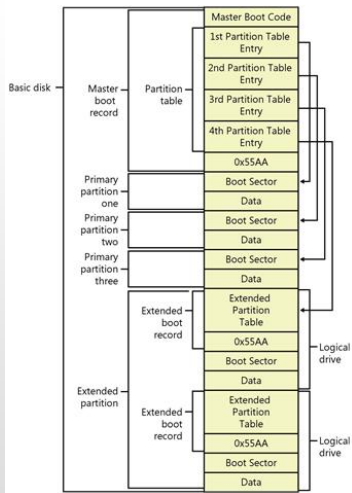 Master Boot Code
1st Partition Table
Entry
2nd Partition Table
Entry
Basic disk
Master
boot
record
Partition
table
3rd Partition Table
Entry
4th Partition Table
Entry
0x55AA
Primary
partition
one
Boot Sector
Data
Primary
partition
two
Boot Sector
Data
Primary
partition
three
Boot Sector
Data
Extended
boot
record
Extended
Partition
Table
0x55AA
Logical
drive
Boot Sector
Data
Extended
partition
Extended
boot
record
Extended
Partition
Table
0x55AA
Logical
drive
Boot Sector
Data